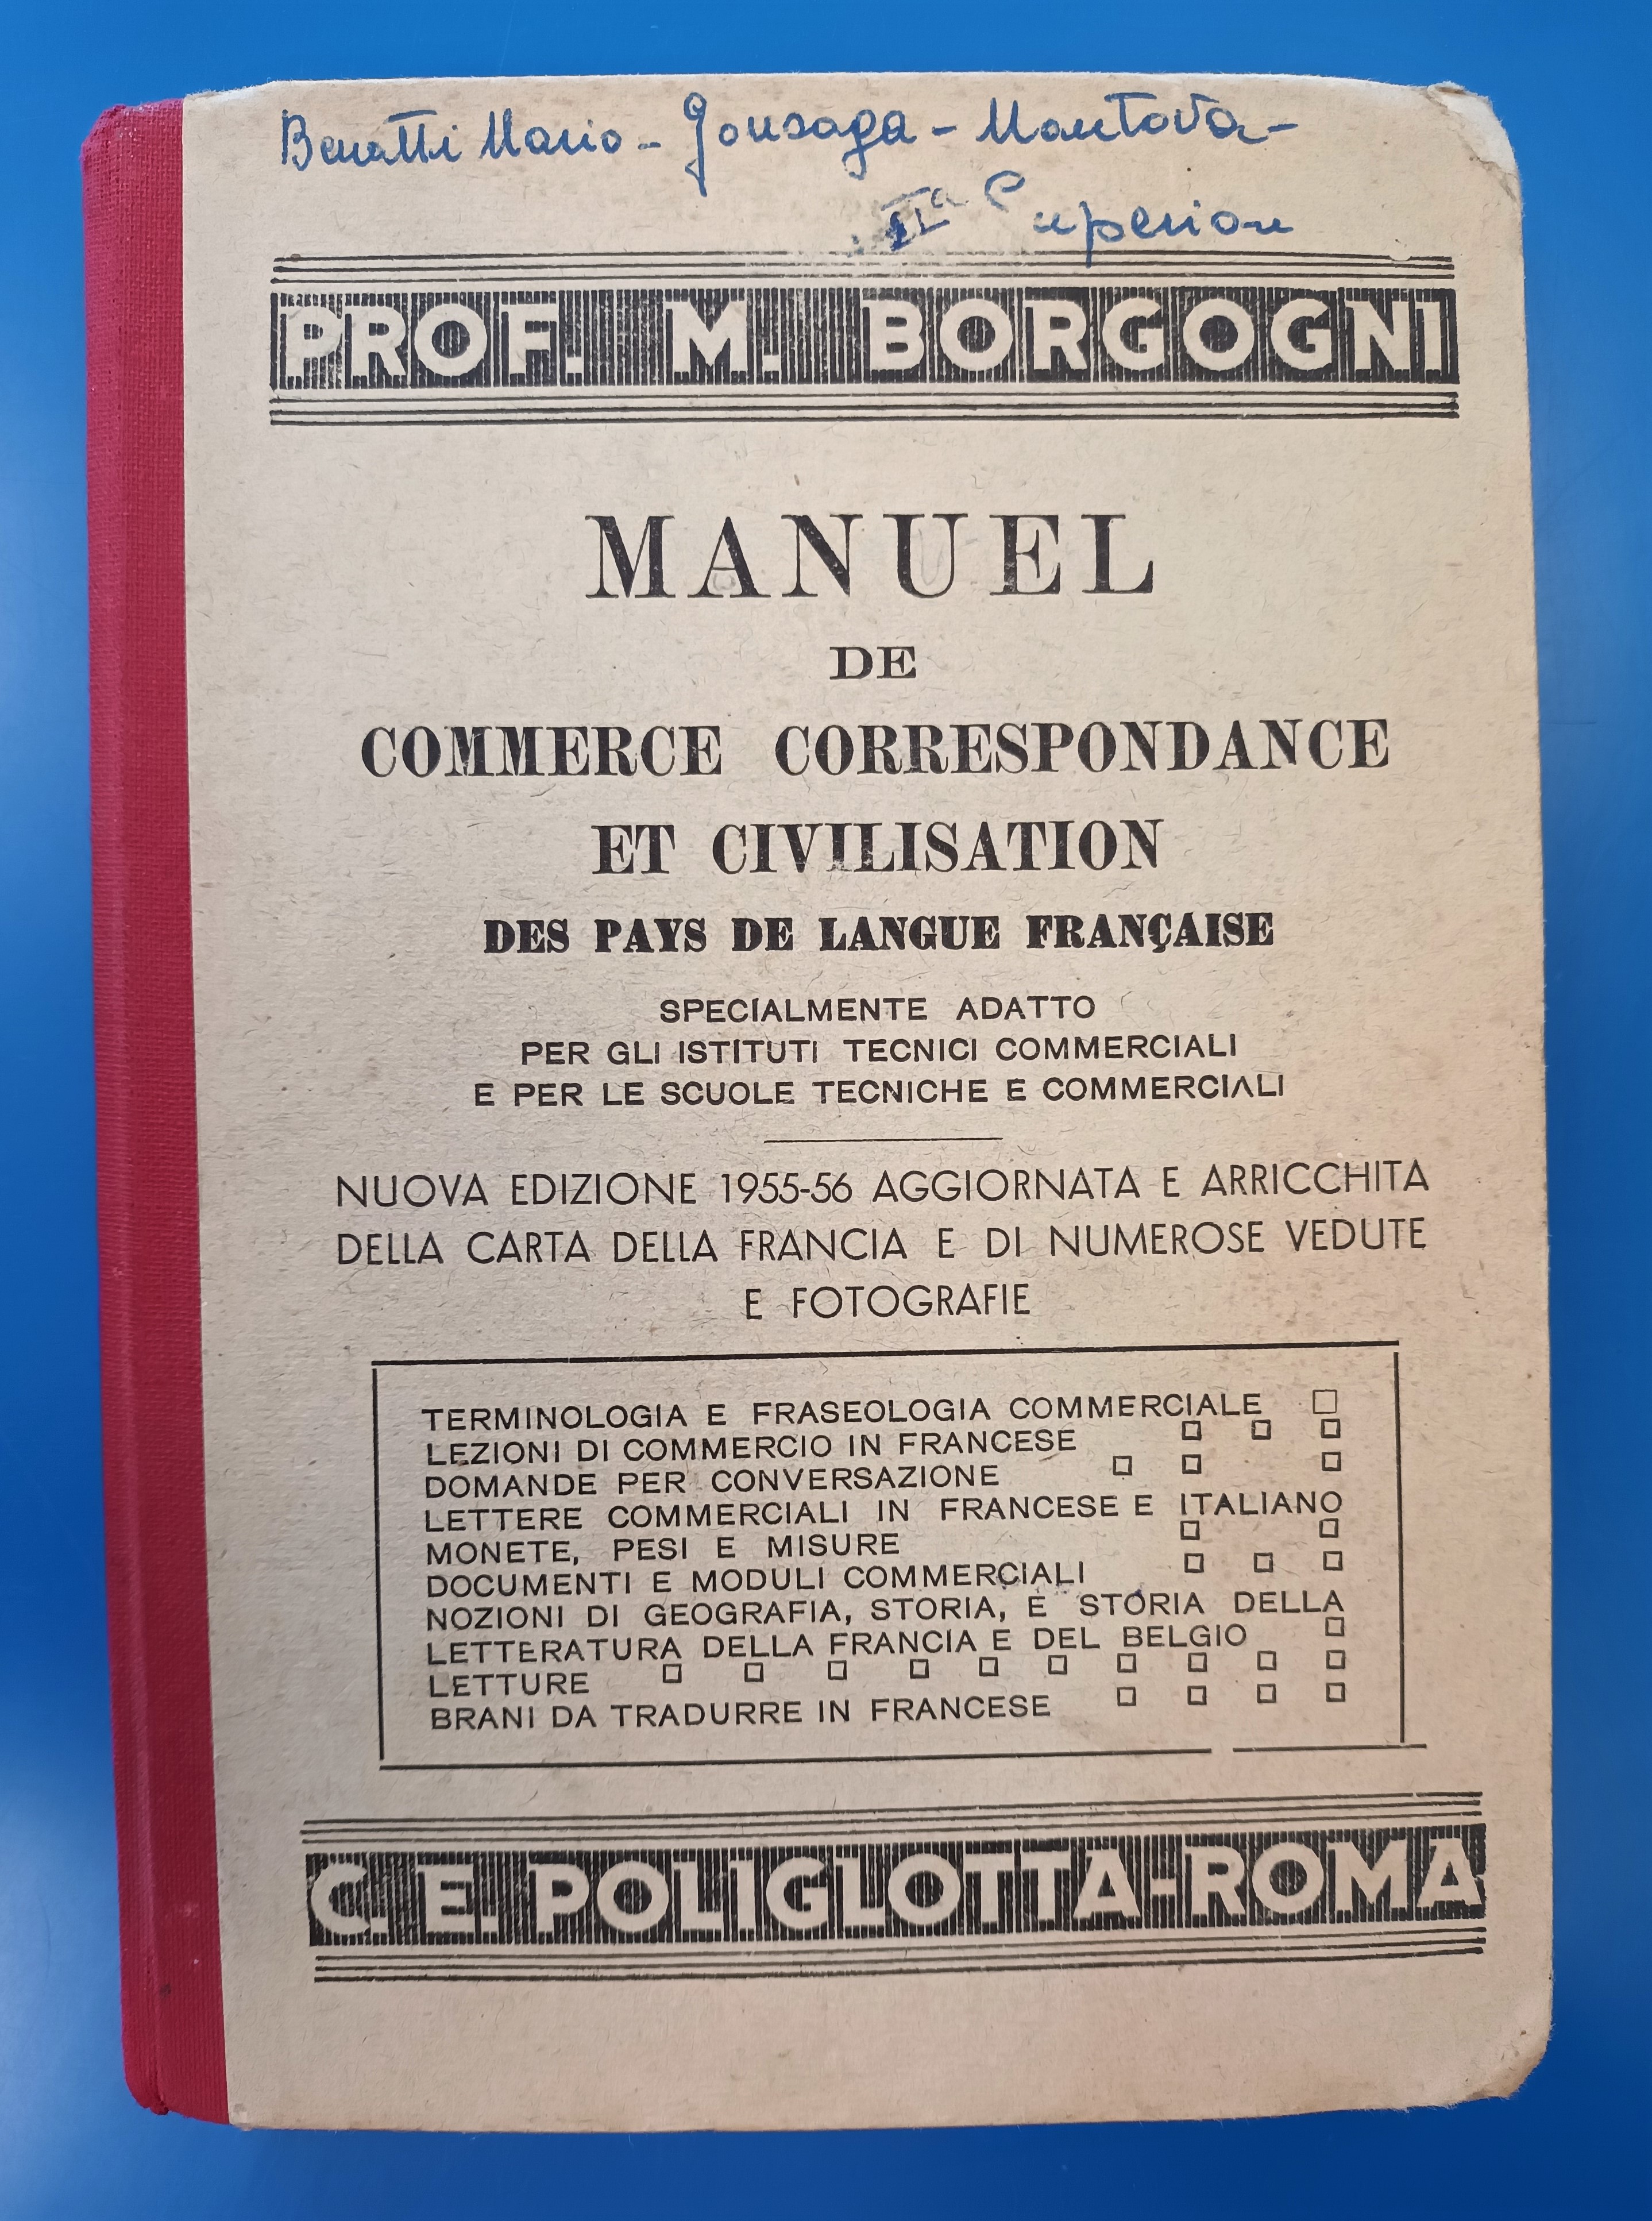 Benatti Mario - Gonzaga - Mantova -
IIa Superiore
PROF. M. BORGOGNI
MANUEL
DE
COMMERCE CORRESPONDANCE
ET CIVILISATION
DES PAYS DE LANGUE FRANÇAISE
SPECIALMENTE ADATTO
PER GLI ISTITUTI TECNICI COMMERCIALI
E PER LE SCUOLE TECNICHE E COMMERCIALI
NUOVA EDIZIONE 1955-56 AGGIORNATA E ARRICCHITA
DELLA CARTA DELLA FRANCIA E DI NUMEROSE VEDUTE
E FOTOGRAFIE
TERMINOLOGIA E FRASEOLOGIA COMMERCIALE
LEZIONI DI COMMERCIO IN FRANCESE
DOMANDE PER CONVERSAZIONE
LETTERE COMMERCIALI IN FRANCESE E ITALIANO
MONETE, PESI E MISURE
DOCUMENTI E MODULI COMMERCIALI
NOZIONI DI GEOGRAFIA, STORIA, E STORIA DELLA
LETTERATURA DELLA FRANCIA E DEL BELGIO
LETTURE
BRANI DA TRADURRE IN FRANCESE
C. E. POLIGLOTTA-ROMA